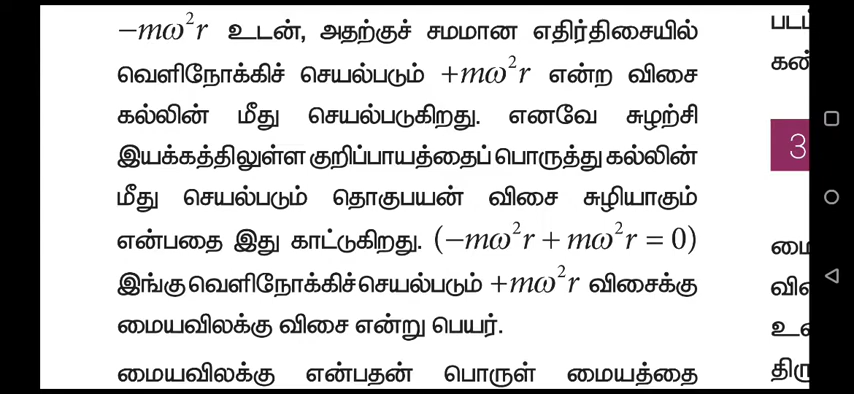 −mω²r உடன், அதற்குச் சமமான எதிர்திசையில்
வெளிநோக்கிச் செயல்படும் +mω²r என்ற விசை
கல்லின் மீது செயல்படுகிறது. எனவே சுழற்சி
இயக்கத்திலுள்ள குறிப்பாயத்தைப் பொருத்து கல்லின்
மீது செயல்படும் தொகுபயன் விசை சுழியாகும்
என்பதை இது காட்டுகிறது. (−mω²r + mω²r = 0)
இங்கு வெளிநோக்கிச் செயல்படும் +mω²r விசைக்கு
மையவிலக்கு விசை என்று பெயர்.
மையவிலக்கு என்பதன் பொருள் மையத்தை
3